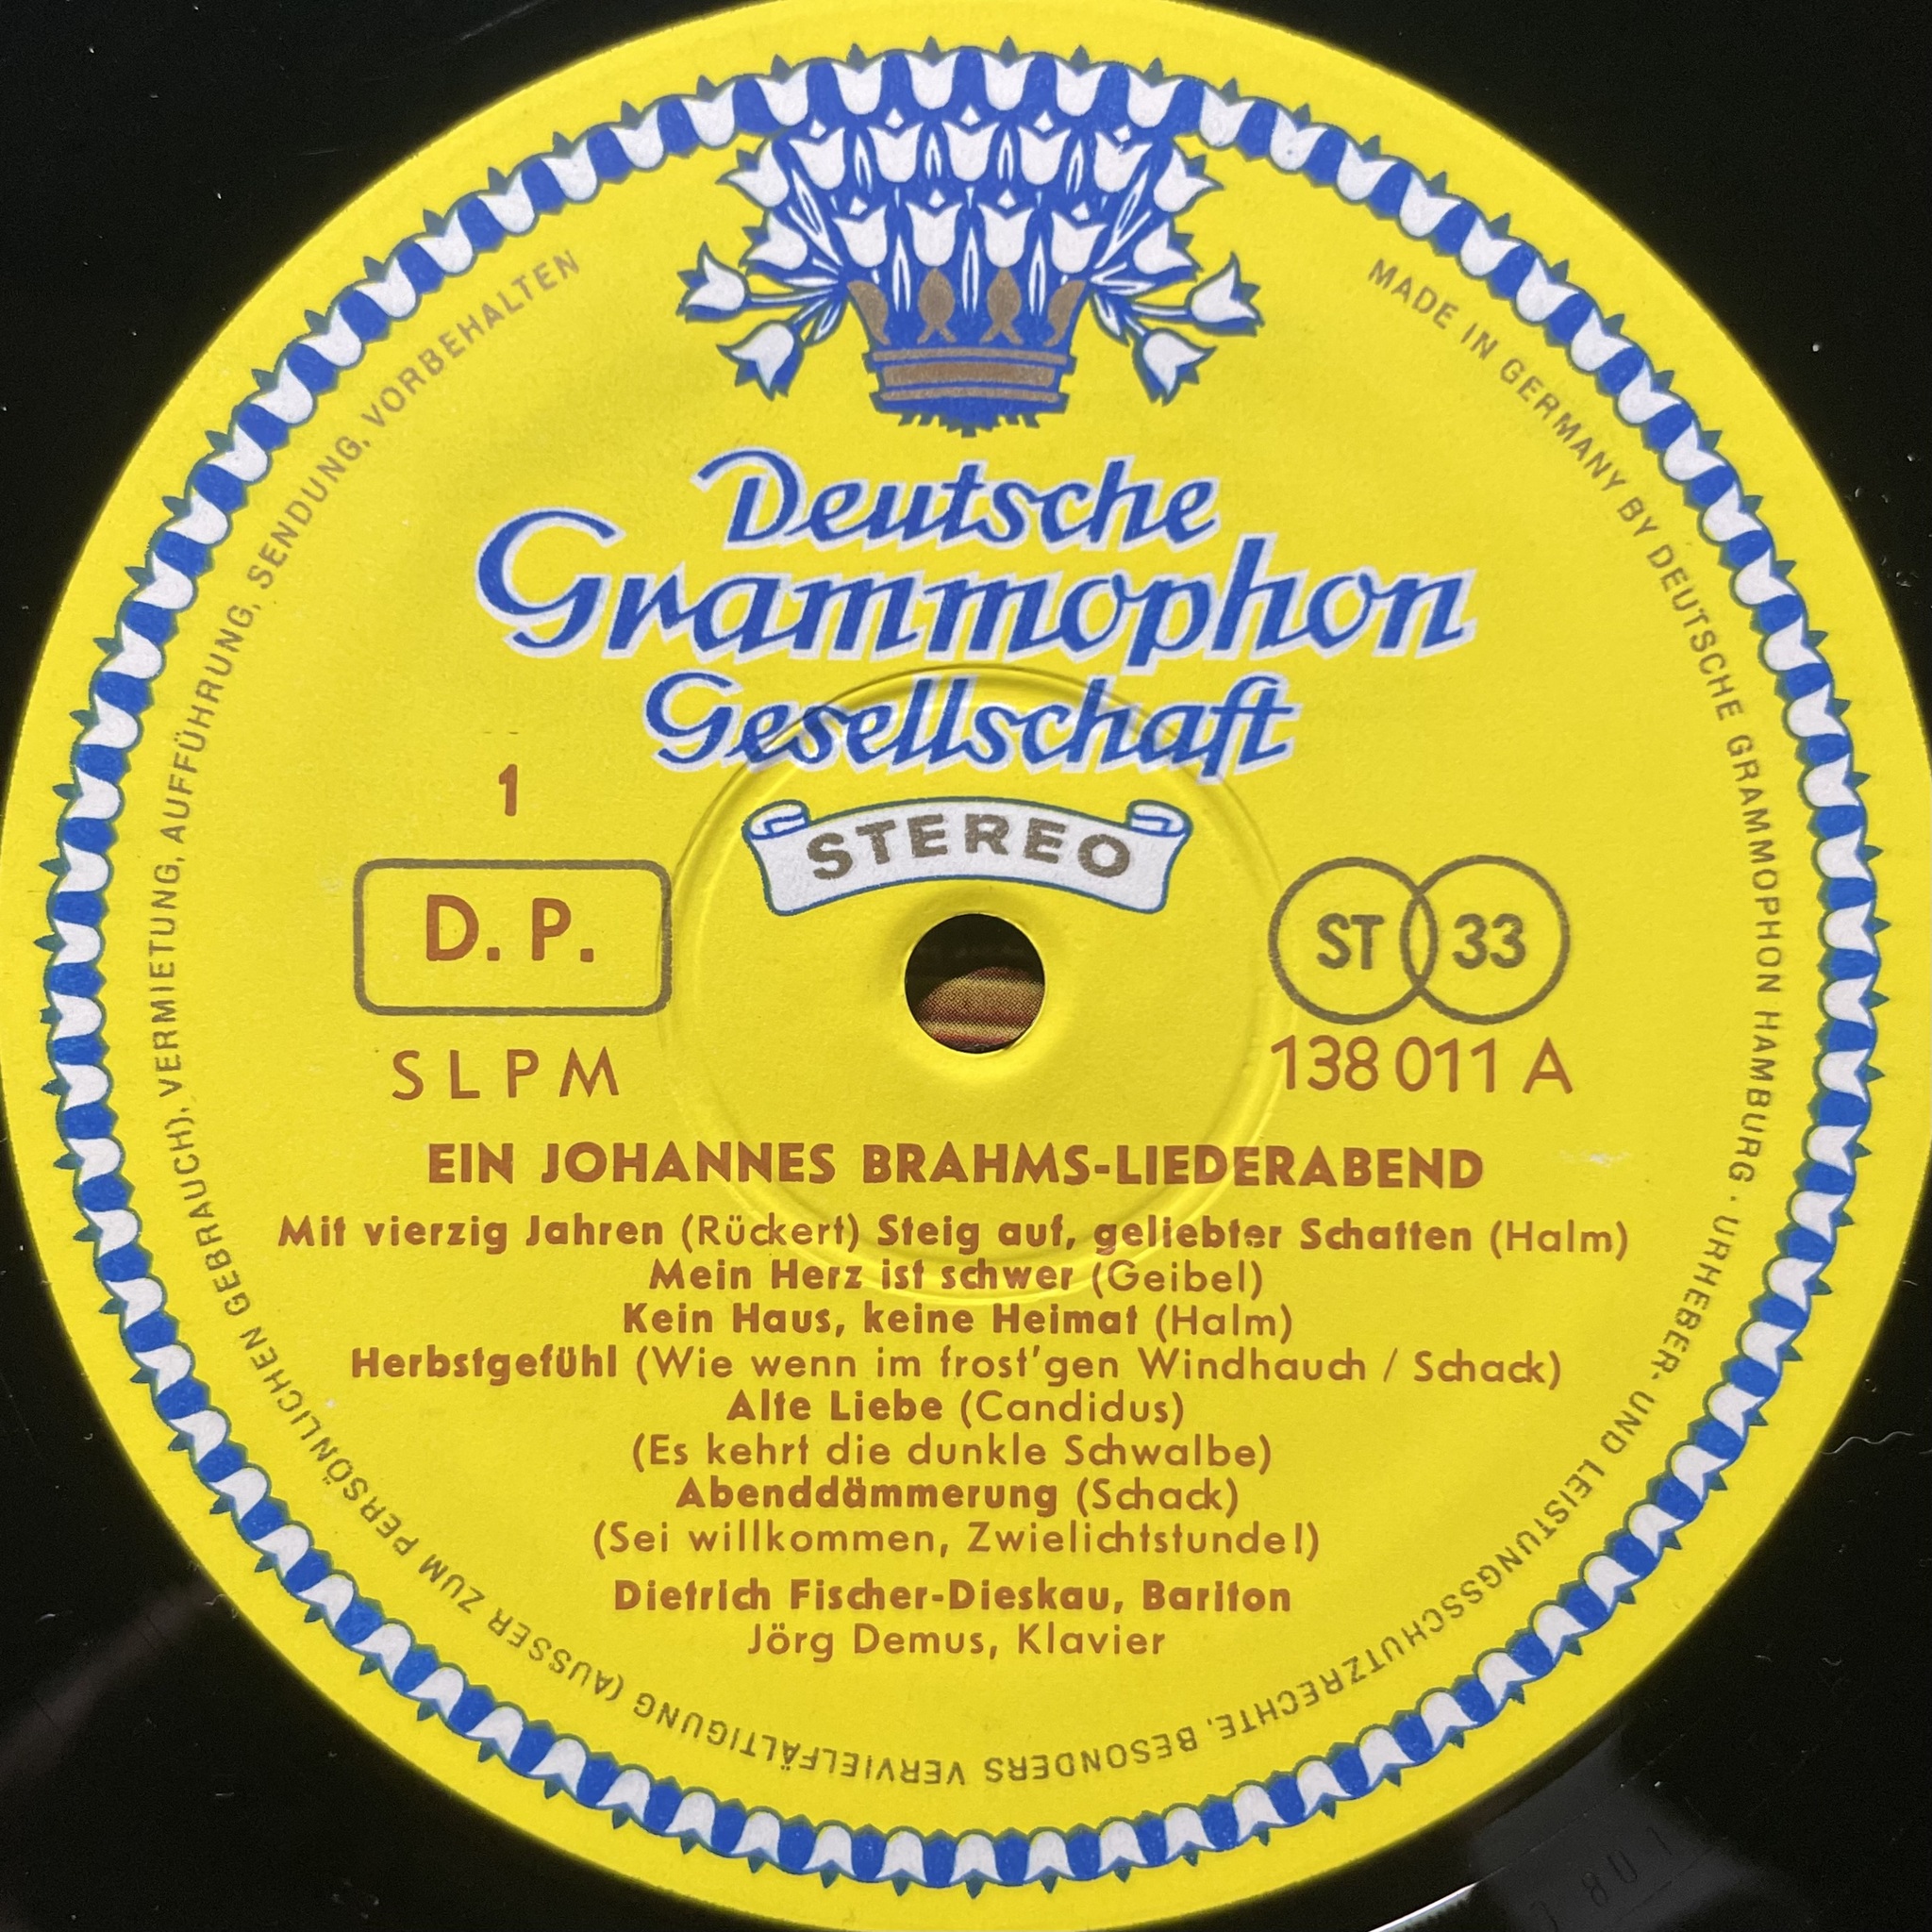 Deutsche
Grammophon
Gesellschaft
STEREO
1
D. P.
ST 33
SLPM
138 011 A
EIN JOHANNES BRAHMS-LIEDERABEND
Mit vierzig Jahren (Rückert) Steig auf, geliebter Schatten (Halm)
Mein Herz ist schwer (Geibel)
Kein Haus, keine Heimat (Halm)
Herbstgefühl (Wie wenn im frost'gen Windhauch / Schack)
Alte Liebe (Candidus)
(Es kehrt die dunkle Schwalbe)
Abenddämmerung (Schack)
(Sei willkommen, Zwielichtstunde!)
Dietrich Fischer-Dieskau, Bariton
Jörg Demus, Klavier
MADE IN GERMANY BY DEUTSCHE GRAMMOPHON HAMBURG . URHEBER- UND LEISTUNGSSCHUTZRECHTE, BESONDERS VERVIELFÄLTIGUNG (AUSSER ZUM PERSÖNLICHEN GEBRAUCH), VERMIETUNG, AUFFÜHRUNG, SENDUNG, VORBEHALTEN